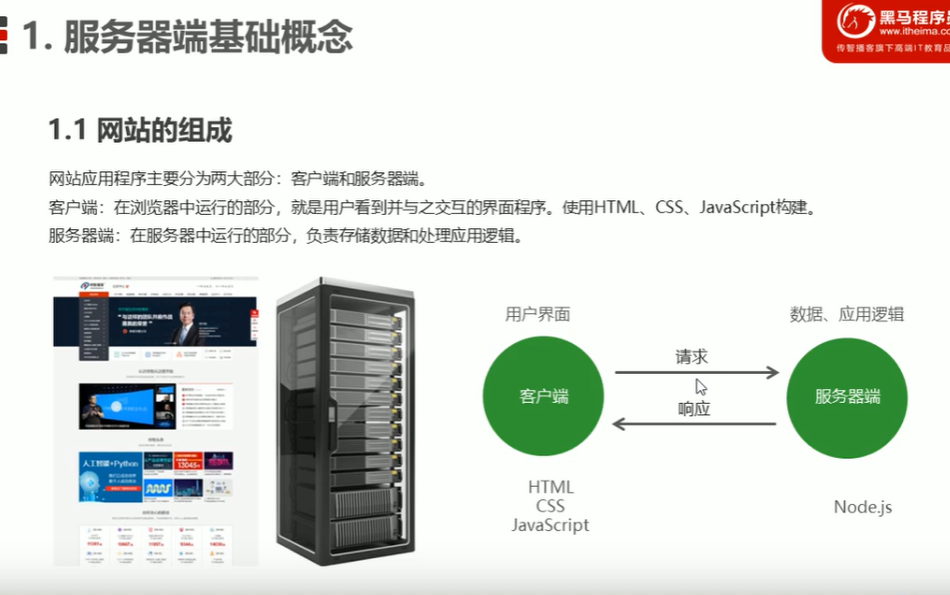 1. 服务器端基础概念
黑马程序员
www.itheima.co
传智播客旗下高端IT教育品
1.1 网站的组成
网站应用程序主要分为两大部分：客户端和服务器端。
客户端：在浏览器中运行的部分，就是用户看到并与之交互的界面程序。使用HTML、CSS、JavaScript构建。
服务器端：在服务器中运行的部分，负责存储数据和处理应用逻辑。
人工智能+Python
用户界面
数据、应用逻辑
请求
客户端
服务器端
响应
HTML
CSS
JavaScript
Node.js